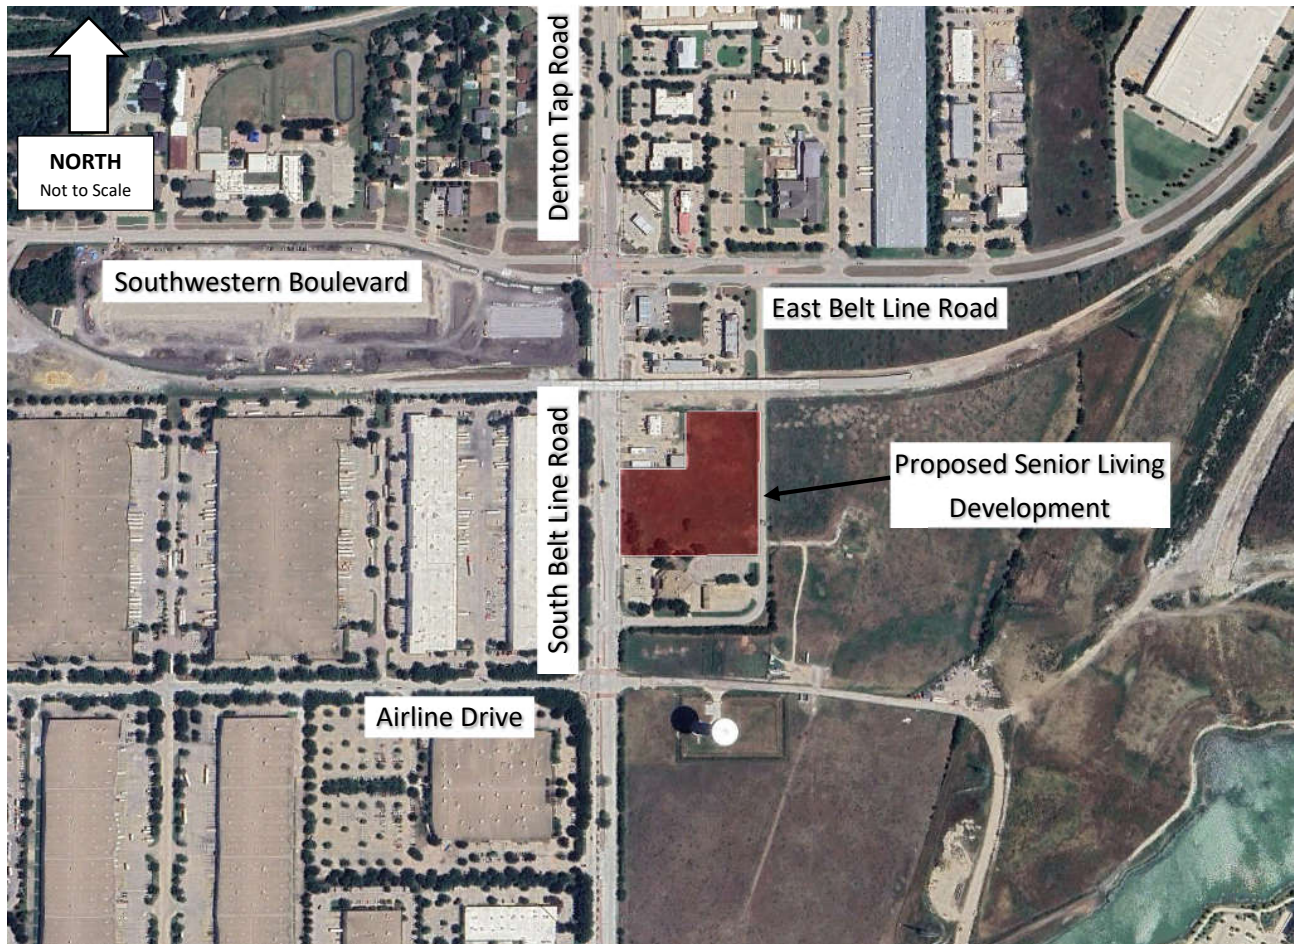 Denton Tap Road
NORTH
Not to Scale
Southwestern Boulevard
East Belt Line Road
South Belt Line Road
Proposed Senior Living
Development
Airline Drive